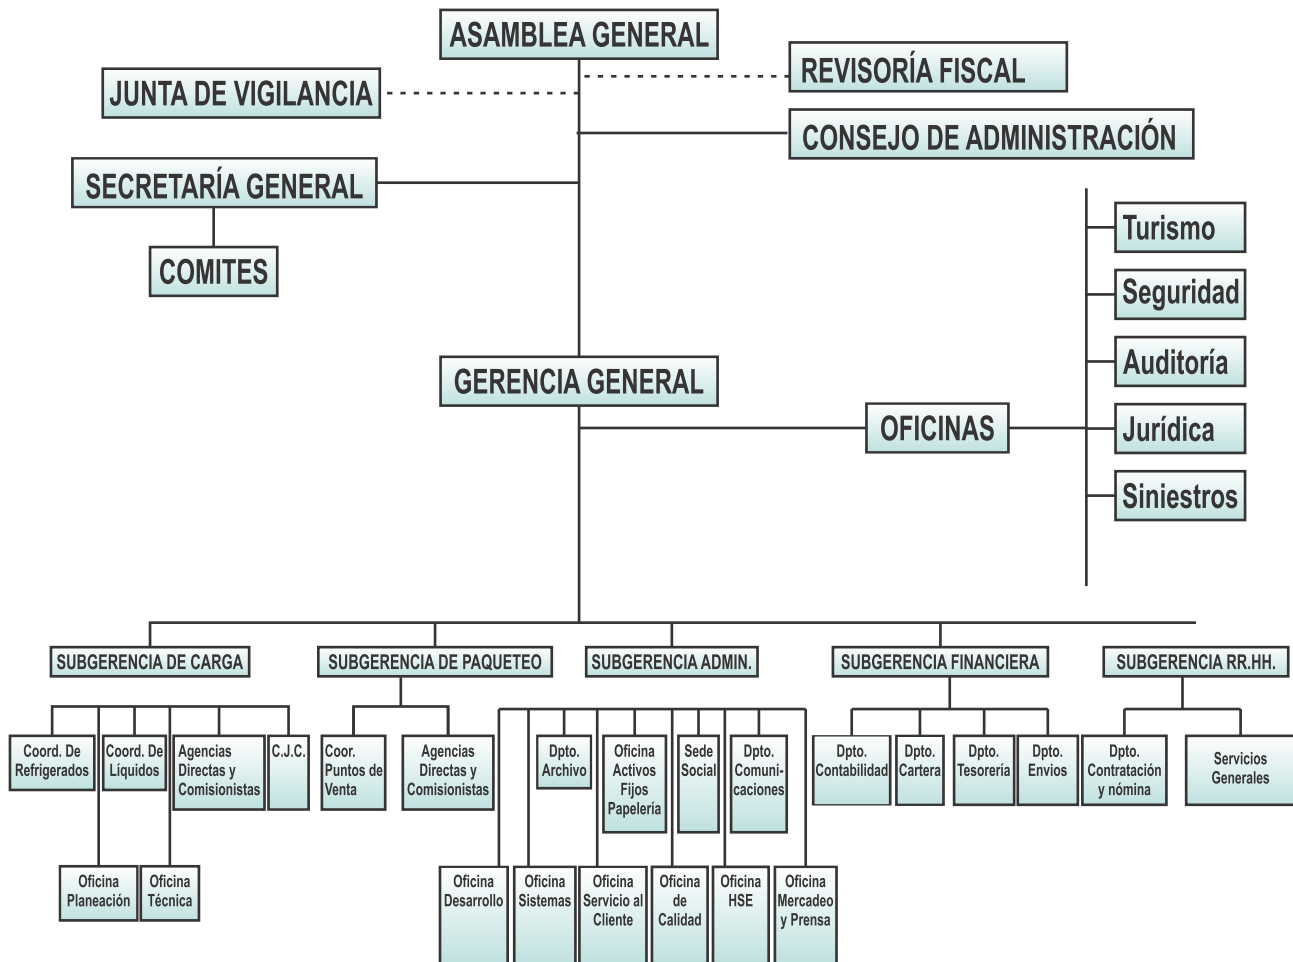 ASAMBLEA GENERAL
REVISORÍA FISCAL
JUNTA DE VIGILANCIA
CONSEJO DE ADMINISTRACIÓN
SECRETARÍA GENERAL
COMITES
Turismo
Seguridad
Auditoría
Jurídica
Siniestros
GERENCIA GENERAL
OFICINAS
SUBGERENCIA DE CARGA
SUBGERENCIA DE PAQUETEO
SUBGERENCIA ADMIN.
SUBGERENCIA FINANCIERA
SUBGERENCIA RR.HH.
Coord. De
Refrigerados
Coord. De
Líquidos
Agencias
Directas y
Comisionistas
C.J.C.
Oficina
Planeación
Oficina
Técnica
Coor.
Puntos de
Venta
Agencias
Directas y
Comisionistas
Dpto.
Archivo
Oficina
Activos
Fijos
Papelería
Sede
Social
Dpto.
Comuni-
caciones
Oficina
Desarrollo
Oficina
Sistemas
Oficina
Servicio al
Cliente
Oficina
de
Calidad
Oficina
HSE
Oficina
Mercadeo
y Prensa
Dpto.
Contabilidad
Dpto.
Cartera
Dpto.
Tesorería
Dpto.
Envios
Dpto.
Contratación
y nómina
Servicios
Generales